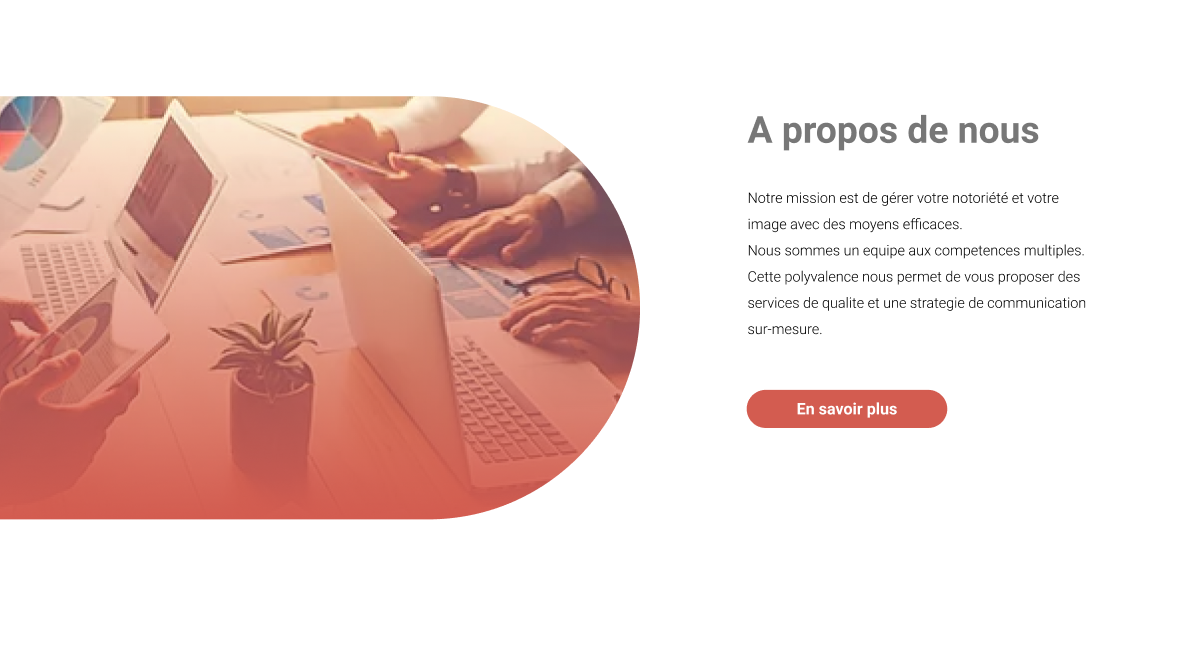 A propos de nous
Notre mission est de gérer votre notoriété et votre
image avec des moyens efficaces.
Nous sommes un equipe aux competences multiples.
Cette polyvalence nous permet de vous proposer des
services de qualite et une strategie de communication
sur-mesure.
En savoir plus